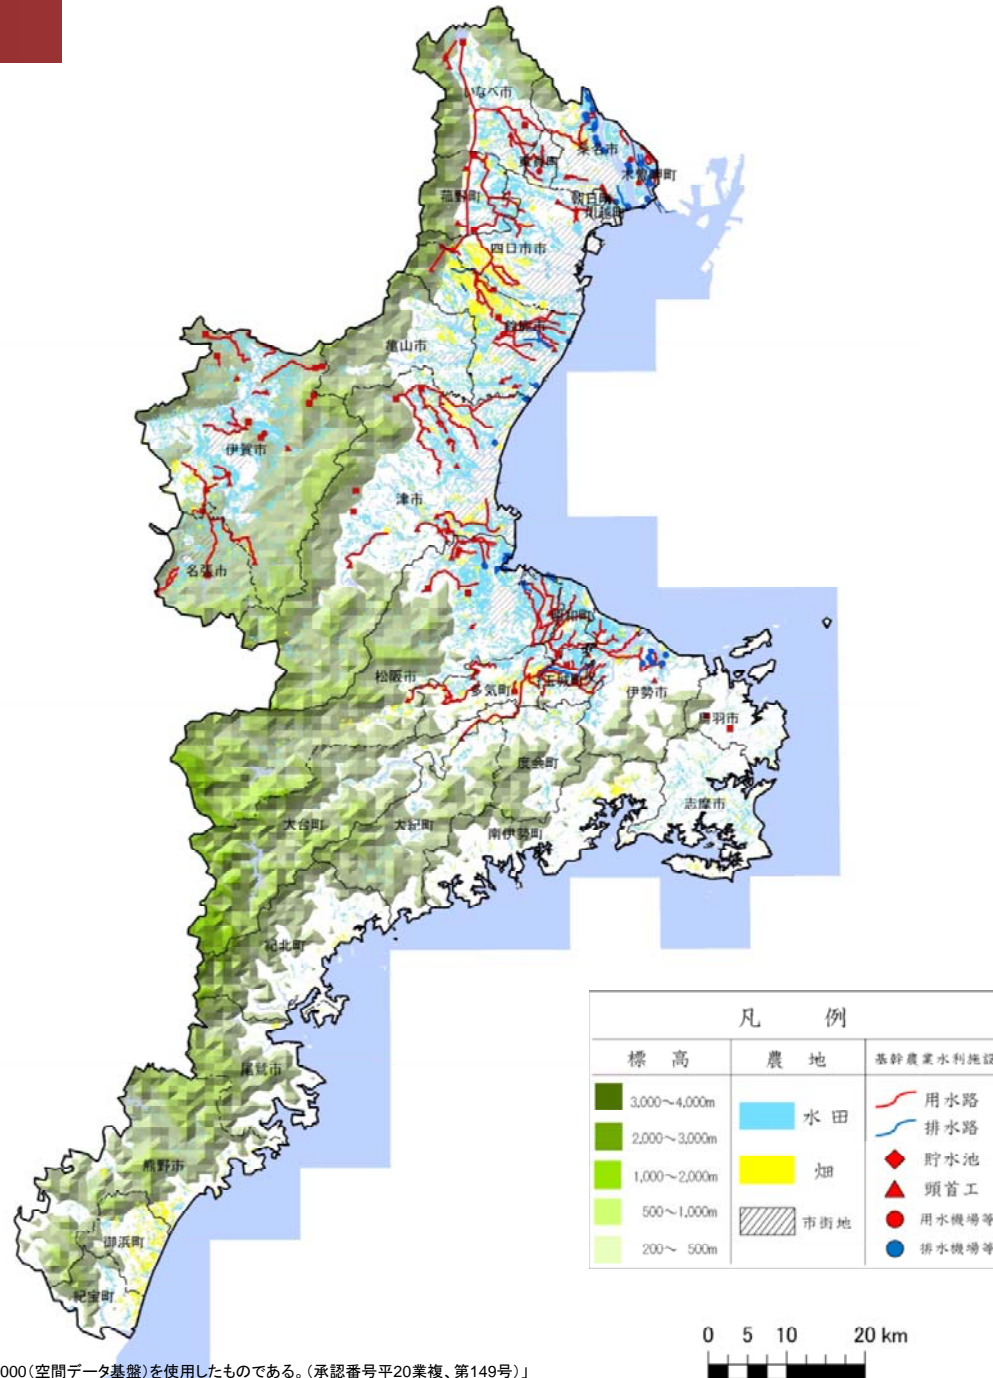 いなべ市
桑名市
東員町
木曽岬町
菰野町
朝日町
川越町
四日市市
鈴鹿市
亀山市
伊賀市
津市
名張市
明和町
松阪市
多気町
玉城町
伊勢市
鳥羽市
度会町
志摩市
大台町
大紀町
南伊勢町
紀北町
尾鷲市
熊野市
御浜町
紀宝町
凡 例
標 高
農 地
基幹農業水利施設
3,000～4,000m
2,000～3,000m
1,000～2,000m
500～1,000m
200～ 500m
水 田
畑
市街地
用水路
排水路
貯水池
頭首工
用水機場等
排水機場等
0 5 10 20 km
000(空間データ基盤)を使用したものである。(承認番号平20業複、第149号)」